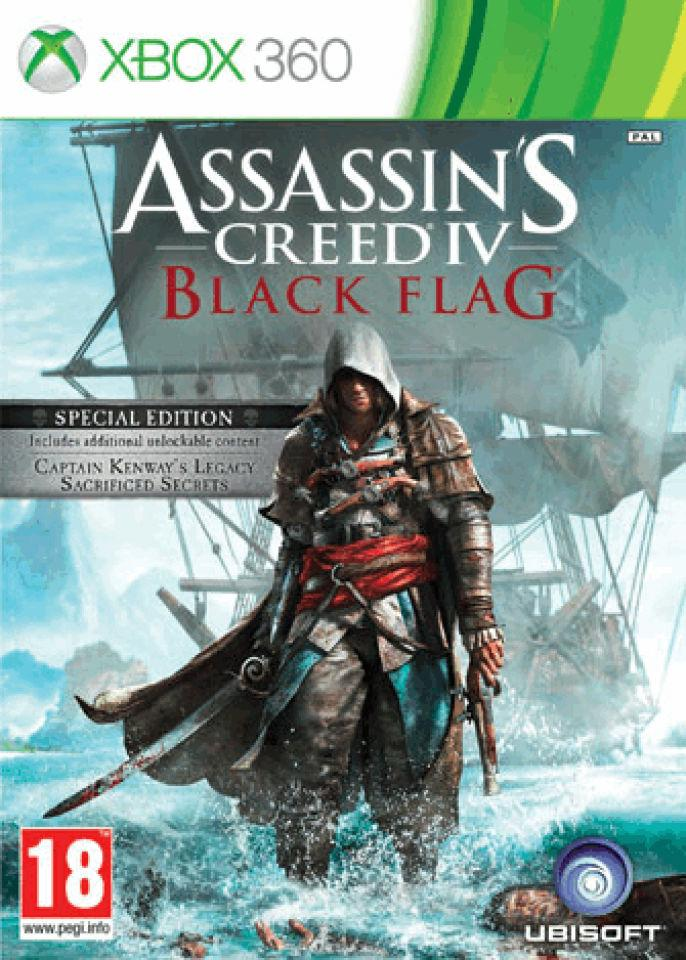 XBOX 360
PAL
ASSASSIN'S
CREED® IV
BLACK FLAG™
SPECIAL EDITION
Includes additional unlockable content
CAPTAIN KENWAY'S LEGACY
SACRIFICED SECRETS
18
www.pegi.info
UBISOFT